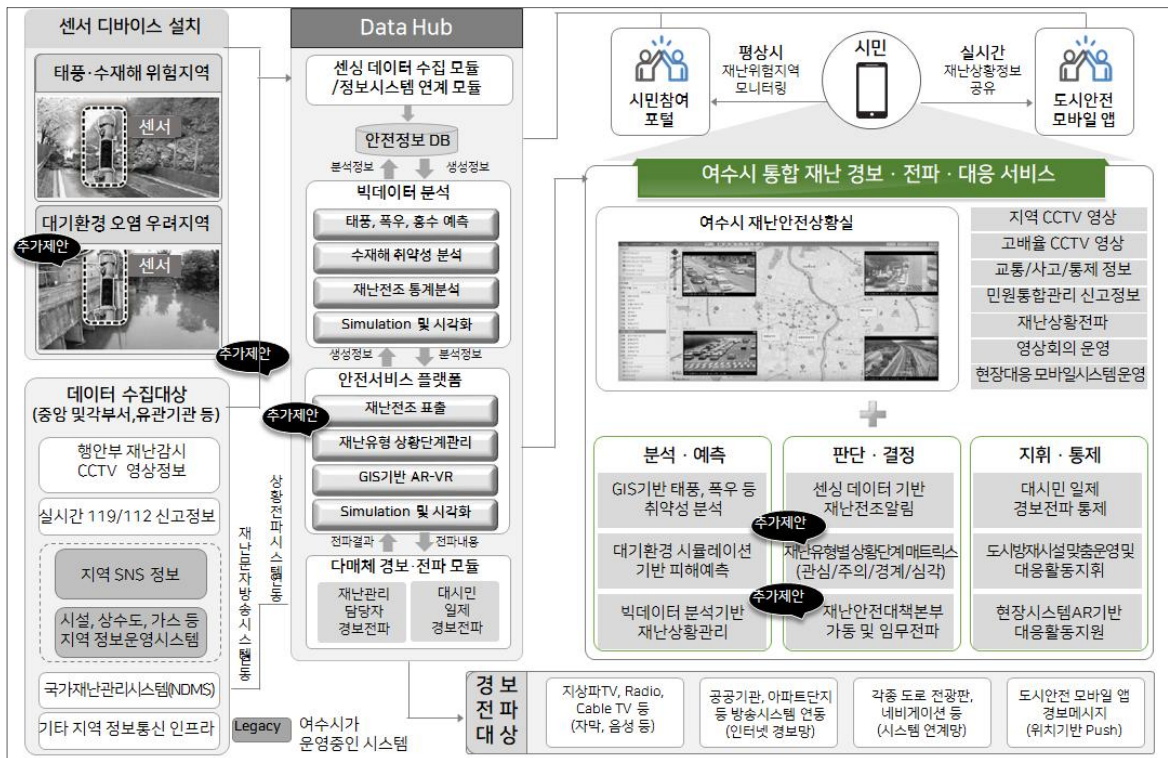 센서 디바이스 설치
태풍·수재해 위험지역
센서
대기환경 오염 우려지역
추가제안
센서
추가제안
데이터 수집대상
(중앙 및각부서,유관기관 등)
행안부 재난감시
CCTV 영상정보
실시간 119/112 신고정보
지역 SNS 정보
시설, 상수도, 가스 등
지역 정보운영시스템
국가재난관리시스템(NDMS)
기타 지역 정보통신 인프라
Legacy
여수시가
운영중인 시스템
상황전파시스템연동
재난문자방송시스템연동
Data Hub
센싱 데이터 수집 모듈
/정보시스템 연계 모듈
안전정보 DB
분석정보
생성정보
빅데이터 분석
태풍, 폭우, 홍수 예측
수재해 취약성 분석
재난전조 통계분석
Simulation 및 시각화
생성정보
분석정보
안전서비스 플랫폼
추가제안
재난전조 표출
재난유형 상황단계관리
GIS기반 AR-VR
Simulation 및 시각화
전파결과
전파내용
다매체 경보·전파 모듈
재난관리
담당자
경보전파
대시민
일제
경보전파
시민참여
포털
평상시
재난위험지역
모니터링
시민
실시간
재난상황정보
공유
도시안전
모바일 앱
여수시 통합 재난 경보 · 전파 · 대응 서비스
여수시 재난안전상황실
지역 CCTV 영상
고배율 CCTV 영상
교통/사고/통제 정보
민원통합관리 신고정보
재난상황전파
영상회의 운영
현장대응 모바일시스템운영
분석 · 예측
GIS기반 태풍, 폭우 등
취약성 분석
대기환경 시뮬레이션
기반 피해예측
빅데이터 분석기반
재난상황관리
판단 · 결정
센싱 데이터 기반
재난전조알림
추가제안
재난유형별 상황단계 매트릭스
(관심/주의/경계/심각)
추가제안
재난안전대책본부
가동 및 임무전파
지휘 · 통제
대시민 일제
경보전파 통제
도시방재시설 맞춤운영 및
대응활동지휘
현장시스템AR기반
대응활동지원
경 보
전 파
대 상
지상파TV, Radio,
Cable TV 등
(자막, 음성 등)
공공기관, 아파트단지
등 방송시스템 연동
(인터넷 경보망)
각종 도로 전광판,
네비게이션 등
(시스템 연계망)
도시안전 모바일 앱
경보메시지
(위치기반 Push)